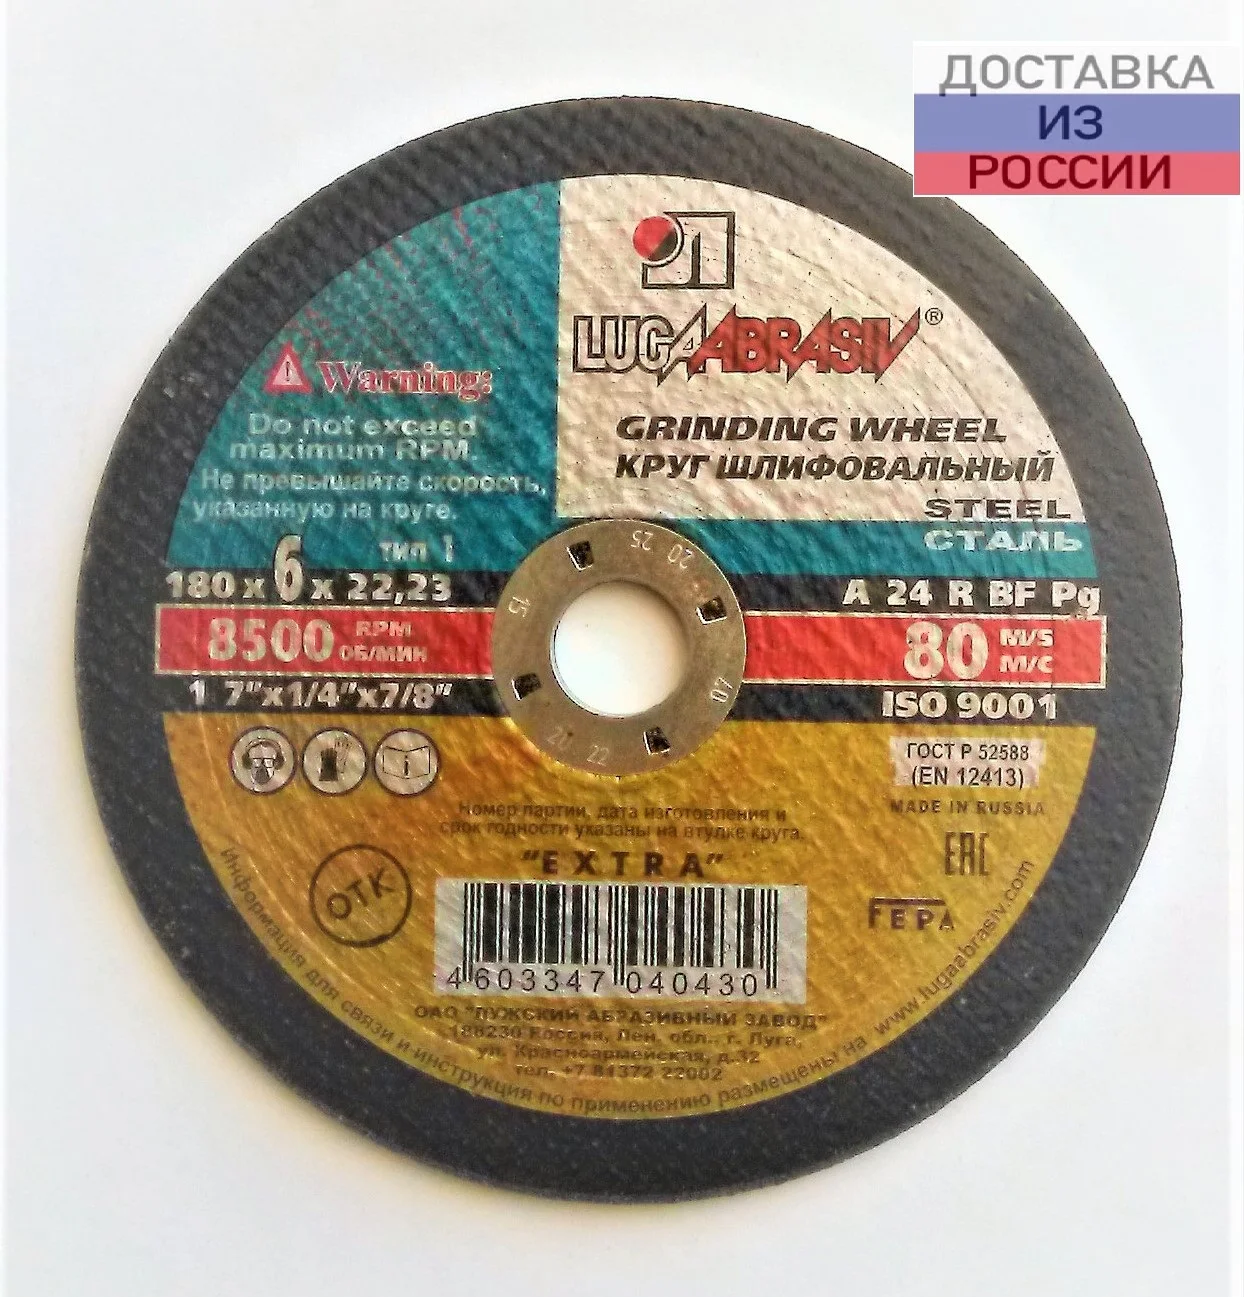 ДОСТАВКА
ИЗ
РОССИИ
LUGAABRASIV®
GRINDING WHEEL
КРУГ ШЛИФОВАЛЬНЫЙ
STEEL
СТАЛЬ
Warning:
Do not exceed
maximum RPM.
Не превышайте скорость,
указанную на круге.
тип 1
180 x 6 x 22,23
8500 RPM ОБ/МИН
1 7"x1/4"x7/8"
A 24 R BF Pg
80 M/S М/С
ISO 9001
25 20
15
07
22
ГОСТ Р 52588
(EN 12413)
MADE IN RUSSIA
EAC
FEPA
Номер партии, дата изготовления и
срок годности указаны на втулке круга.
"EXTRA"
ОТК
4 603347 040430
ОАО "ЛУЖСКИЙ АБРАЗИВНЫЙ ЗАВОД"
188230 Россия, Лен. обл., г. Луга,
ул. Красноармейская, д.32
тел. +7 81372 22002
Информация для связи и инструкция по применению размещены на www.lugaabrasiv.com